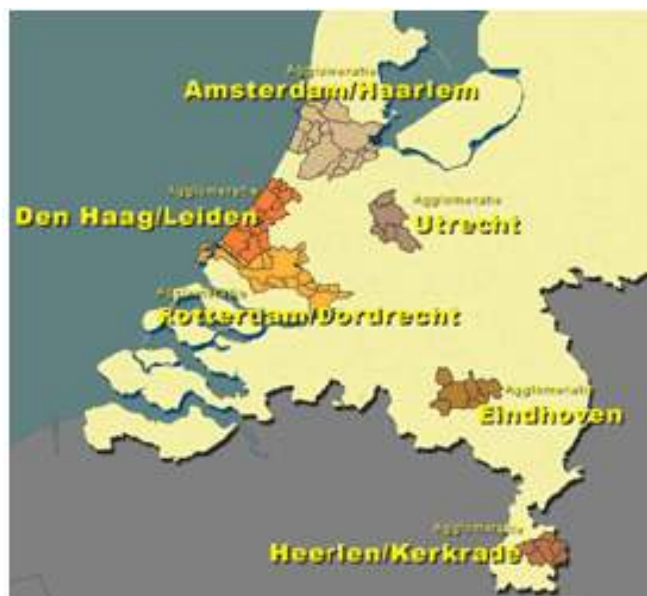 Agglomeratie
Amsterdam/Haarlem
Agglomeratie
Den Haag/Leiden
Agglomeratie
Utrecht
Agglomeratie
Rotterdam/Dordrecht
Agglomeratie
Eindhoven
Agglomeratie
Heerlen/Kerkrade